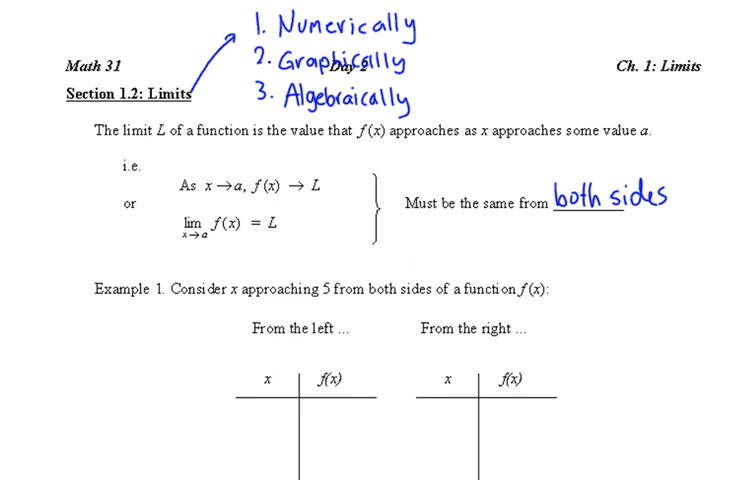 1. Numerically
2. Graphically
Math 31 Day 2 Ch. 1: Limits
3. Algebraically
Section 1.2: Limits
The limit L of a function is the value that f(x) approaches as x approaches some value a.
i.e.
As x→a, f(x) → L
or
Must be the same from both sides
lim f(x) = L
x→a
Example 1. Consider x approaching 5 from both sides of a function f(x):
From the left ... From the right ...
x f(x) x f(x)